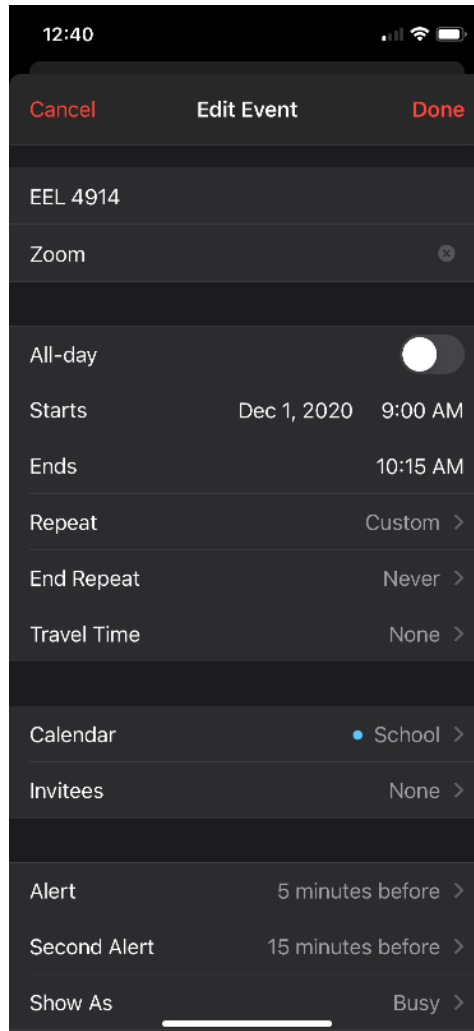 12:40
Cancel Edit Event Done
EEL 4914
Zoom
All-day
Starts Dec 1, 2020 9:00 AM
Ends 10:15 AM
Repeat Custom
End Repeat Never
Travel Time None
Calendar School
Invitees None
Alert 5 minutes before
Second Alert 15 minutes before
Show As Busy